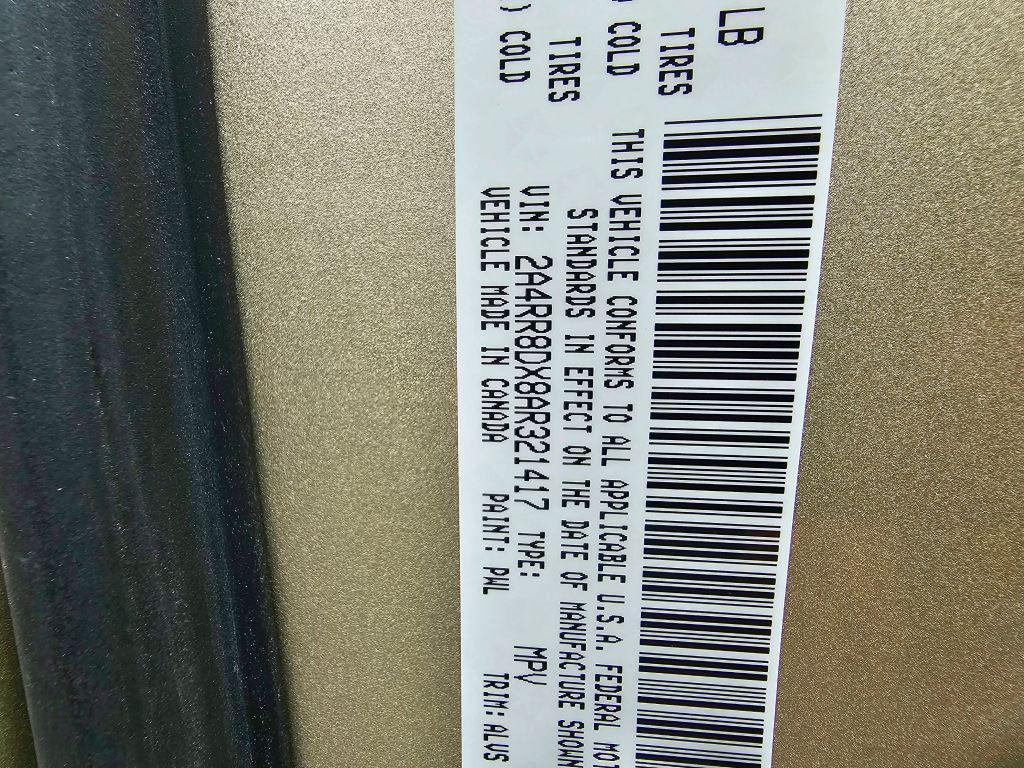 LB
TIRES
COLD
TIRES
) COLD
THIS VEHICLE CONFORMS TO ALL APPLICABLE U.S.A. FEDERAL MOT
STANDARDS IN EFFECT ON THE DATE OF MANUFACTURE SHOWN
VIN: 2A4RR8DX8AR321417 TYPE: MPV
VEHICLE MADE IN CANADA PAINT: PWL TRIM: ALVS